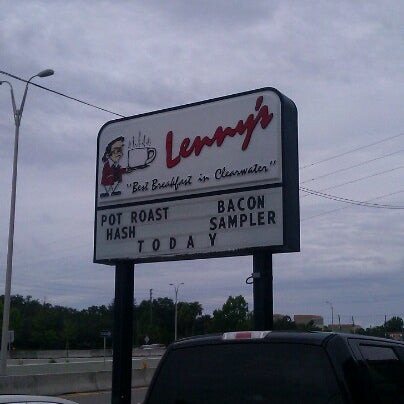 Lenny's
"Best Breakfast in Clearwater"
POT ROAST BACON
HASH SAMPLER
TODAY